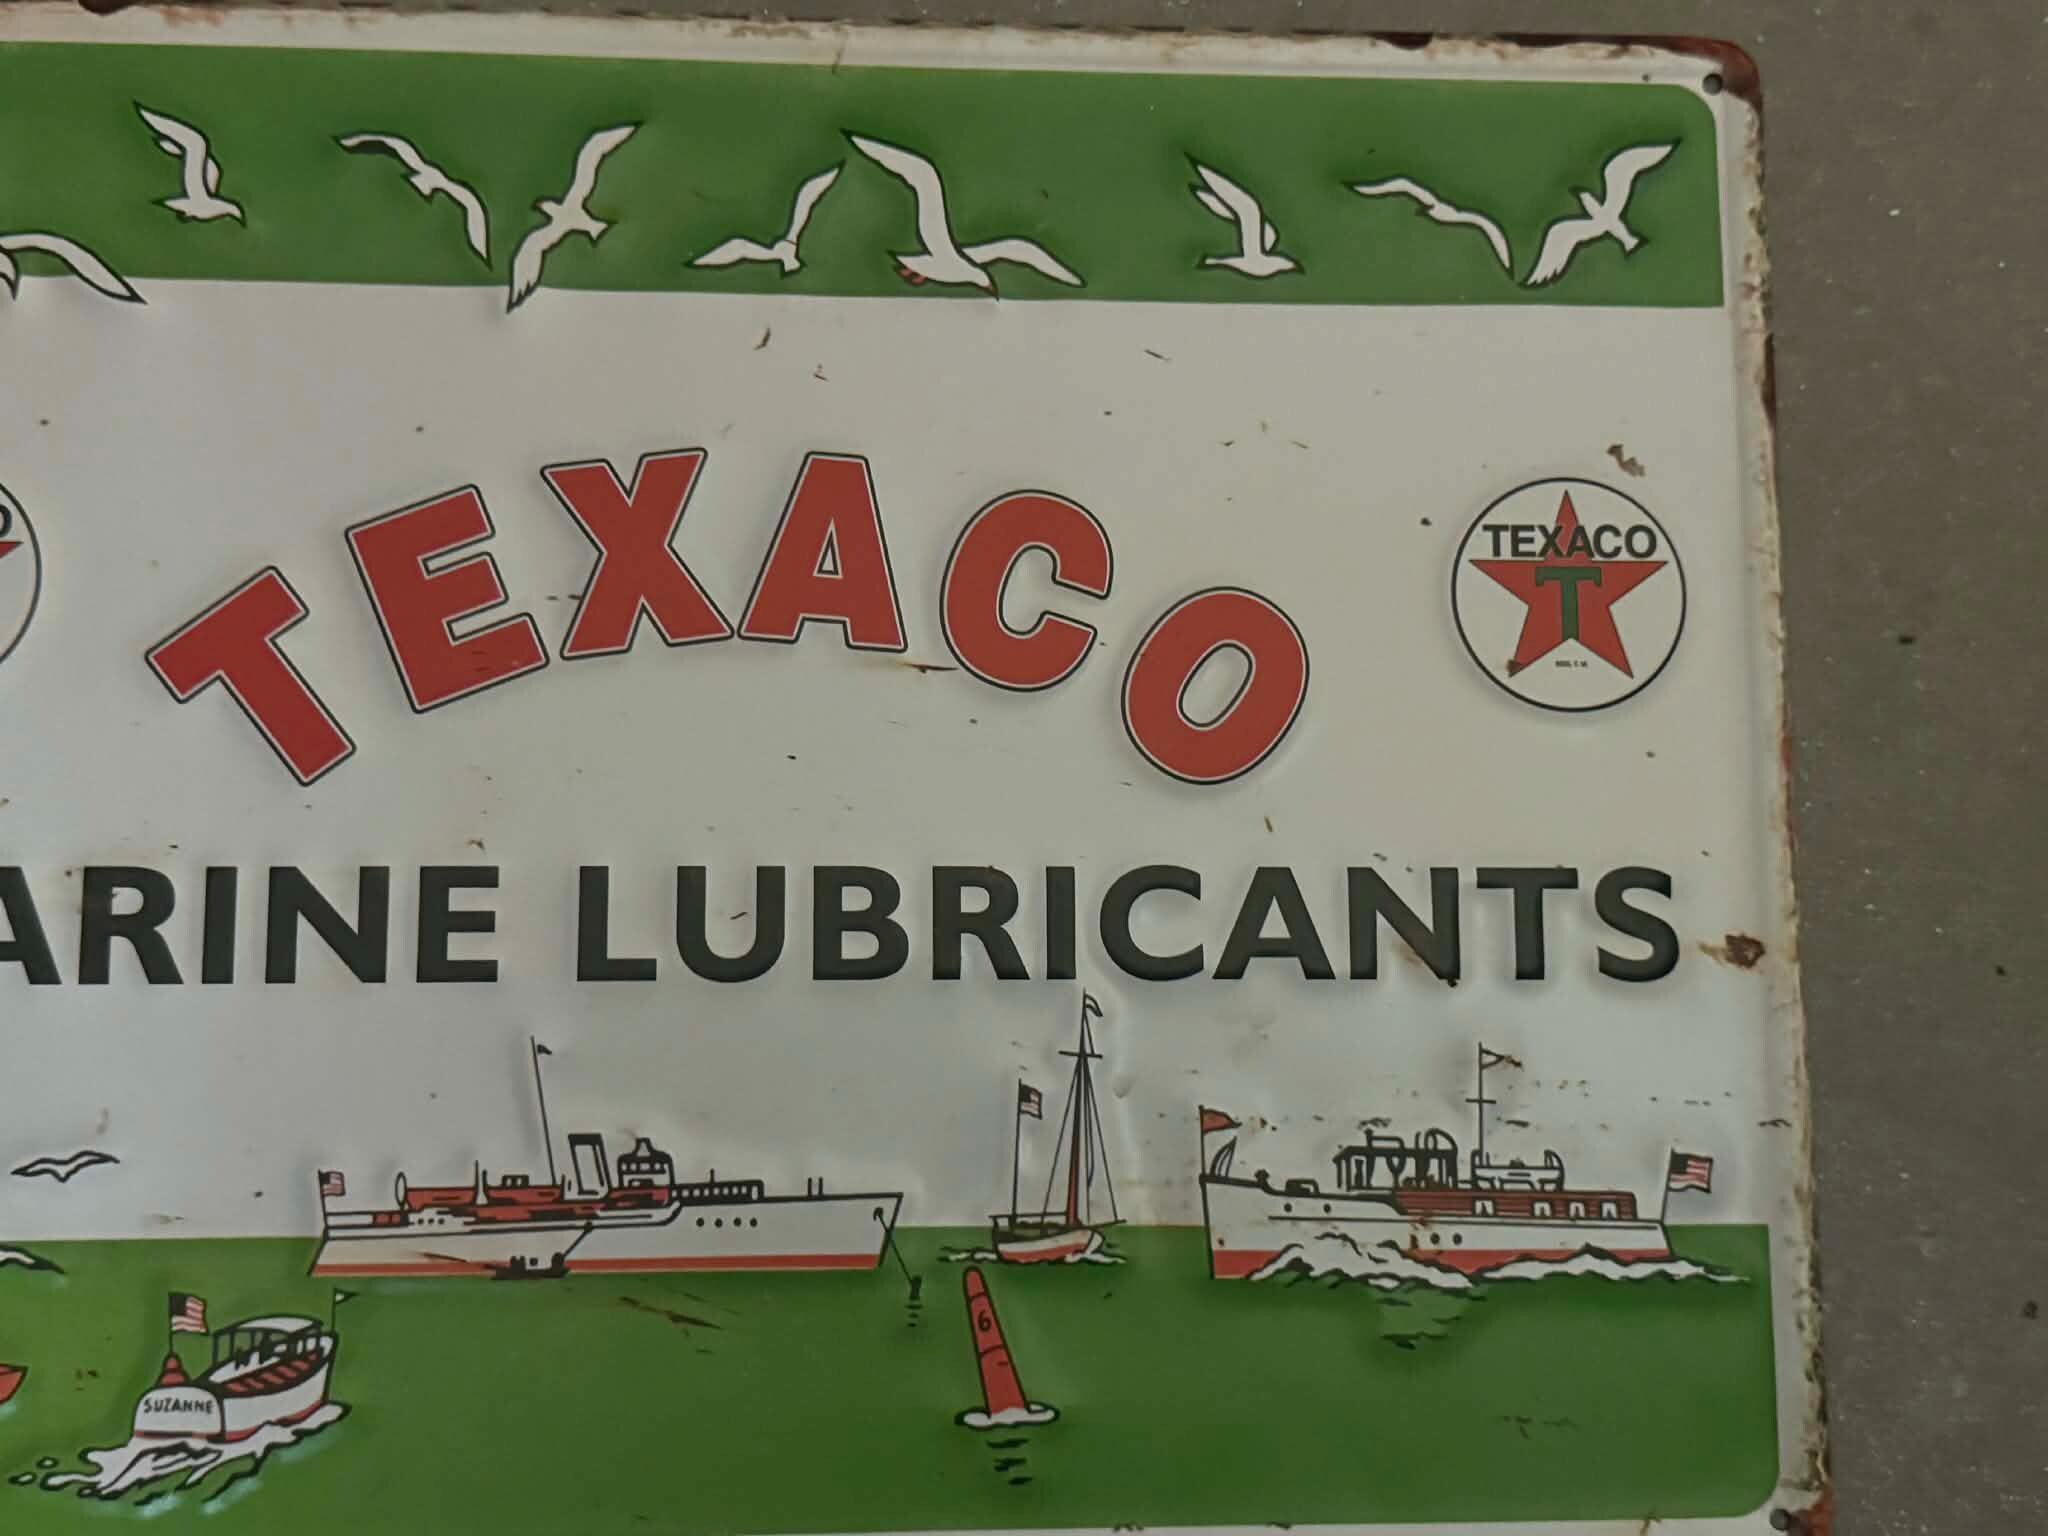 TEXACO
TEXACO
T
ARINE LUBRICANTS
6
SUZANNE